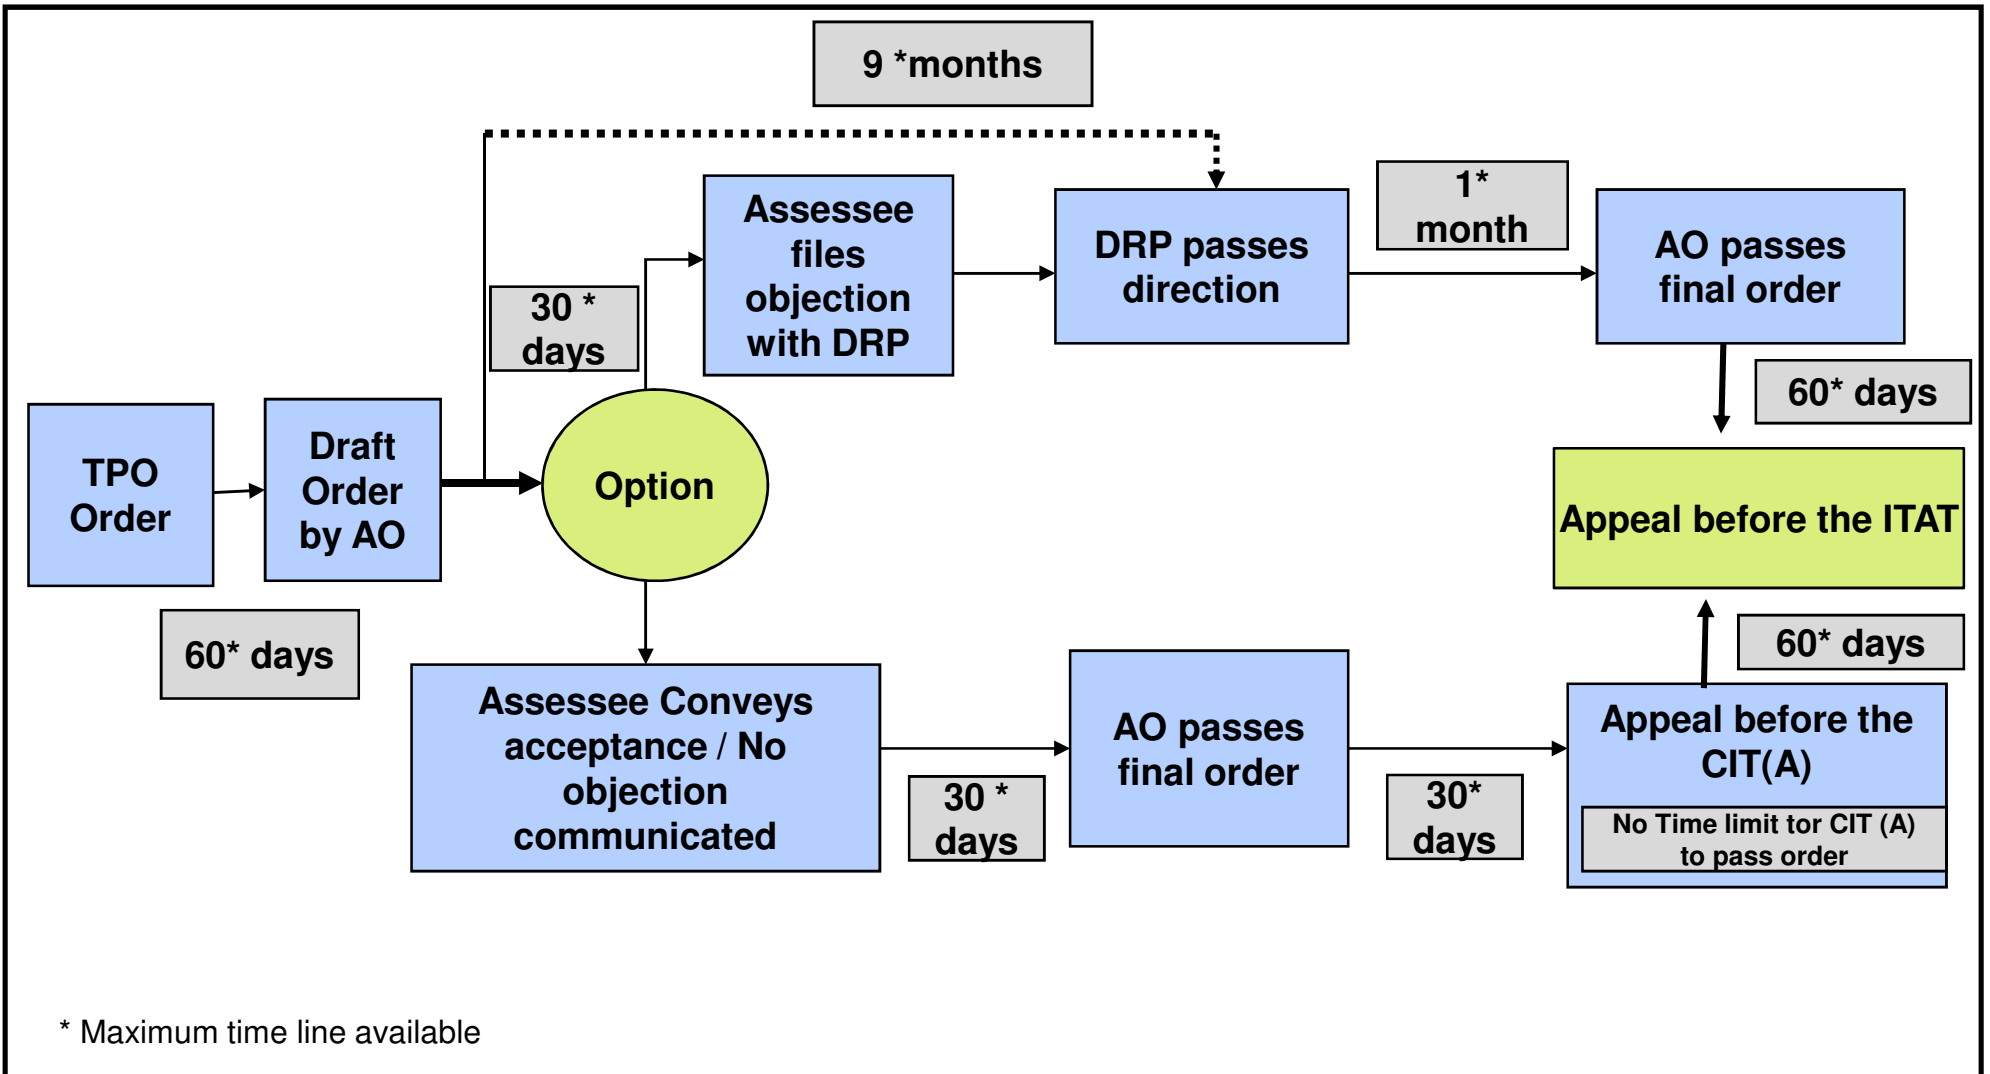 9 *months
Assessee
files
objection
with DRP
DRP passes
direction
1*
month
AO passes
final order
30 *
days
60* days
TPO
Order
Draft
Order
by AO
Option
Appeal before the ITAT
60* days
60* days
Assessee Conveys
acceptance / No
objection
communicated
30 *
days
AO passes
final order
30*
days
Appeal before the
CIT(A)
No Time limit tor CIT (A)
to pass order
* Maximum time line available